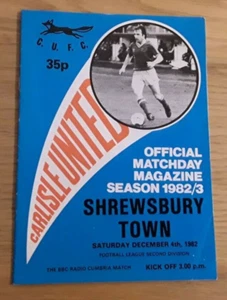 C.U.F.C.
35p
CARLISLE UNITED
OFFICIAL
MATCHDAY
MAGAZINE
SEASON 1982/3
SHREWSBURY
TOWN
SATURDAY DECEMBER 4th, 1982
FOOTBALL LEAGUE SECOND DIVISION
THE BBC RADIO CUMBRIA MATCH
KICK OFF 3.00 p.m.